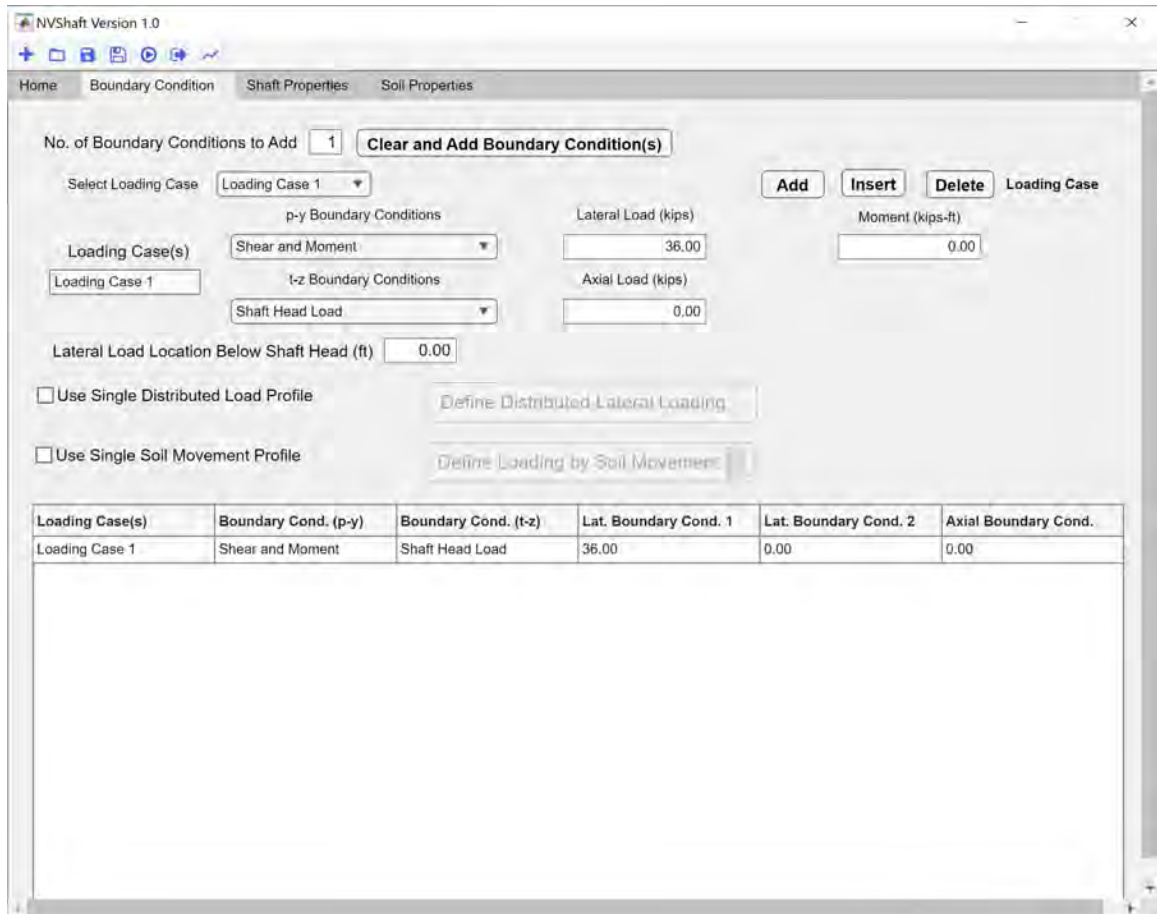 NVShaft Version 1.0
Home Boundary Condition Shaft Properties Soil Properties
No. of Boundary Conditions to Add 1 Clear and Add Boundary Condition(s)
Select Loading Case Loading Case 1 Add Insert Delete Loading Case
p-y Boundary Conditions Lateral Load (kips) Moment (kips-ft)
Loading Case(s) Shear and Moment 36.00 0.00
Loading Case 1 t-z Boundary Conditions Axial Load (kips)
Shaft Head Load 0.00
Lateral Load Location Below Shaft Head (ft) 0.00
Use Single Distributed Load Profile Define Distributed Lateral Loading
Use Single Soil Movement Profile Define Loading by Soil Movement
Loading Case(s) Boundary Cond. (p-y) Boundary Cond. (t-z) Lat. Boundary Cond. 1 Lat. Boundary Cond. 2 Axial Boundary Cond.
Loading Case 1 Shear and Moment Shaft Head Load 36.00 0.00 0.00